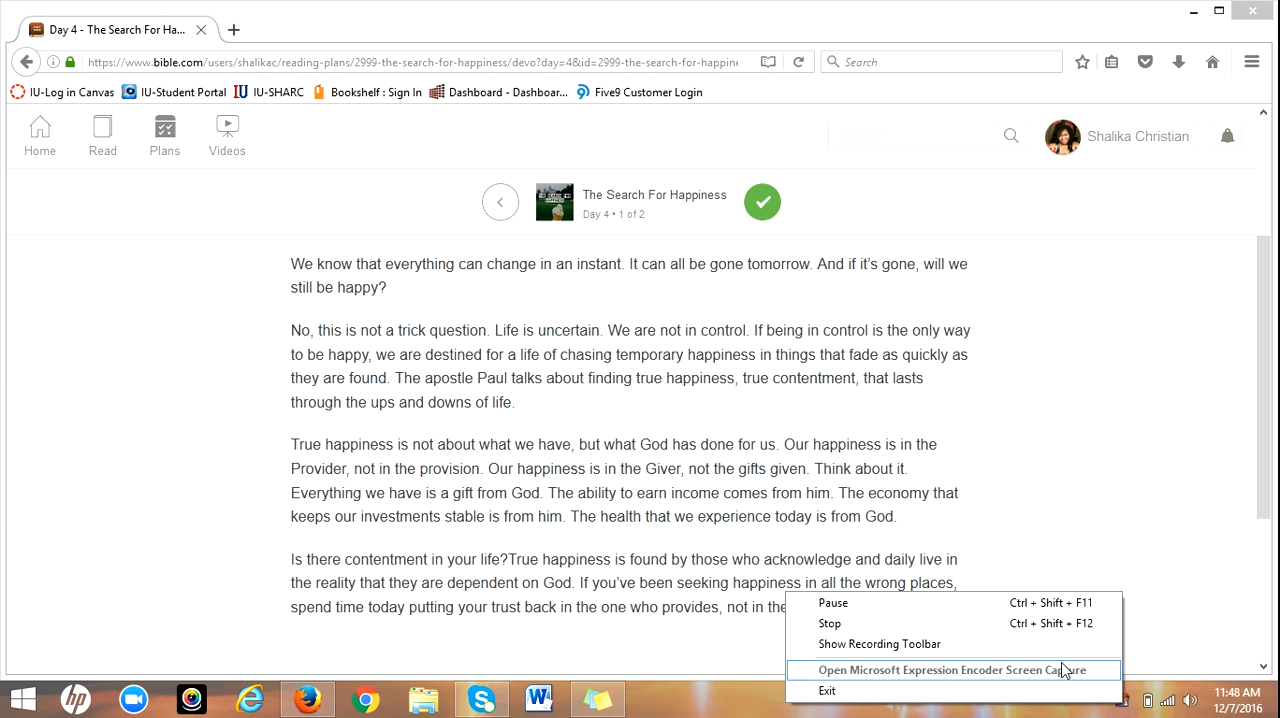 Day 4 - The Search For Ha...
https://www.bible.com/users/shalikac/reading-plans/2999-the-search-for-happiness/devo?day=4&id=2999-the-search-for-happine
Search
IU-Log in Canvas IU-Student Portal IU IU-SHARC Bookshelf : Sign In Dashboard - Dashboar... Five9 Customer Login
Home Read Plans Videos
Shalika Christian
The Search For Happiness
Day 4 • 1 of 2
We know that everything can change in an instant. It can all be gone tomorrow. And if it’s gone, will we
still be happy?
No, this is not a trick question. Life is uncertain. We are not in control. If being in control is the only way
to be happy, we are destined for a life of chasing temporary happiness in things that fade as quickly as
they are found. The apostle Paul talks about finding true happiness, true contentment, that lasts
through the ups and downs of life.
True happiness is not about what we have, but what God has done for us. Our happiness is in the
Provider, not in the provision. Our happiness is in the Giver, not the gifts given. Think about it.
Everything we have is a gift from God. The ability to earn income comes from him. The economy that
keeps our investments stable is from him. The health that we experience today is from God.
Is there contentment in your life?True happiness is found by those who acknowledge and daily live in
the reality that they are dependent on God. If you’ve been seeking happiness in all the wrong places,
spend time today putting your trust back in the one who provides, not in the
Pause Ctrl + Shift + F11
Stop Ctrl + Shift + F12
Show Recording Toolbar
Open Microsoft Expression Encoder Screen Capture
Exit
hp
11:48 AM
12/7/2016